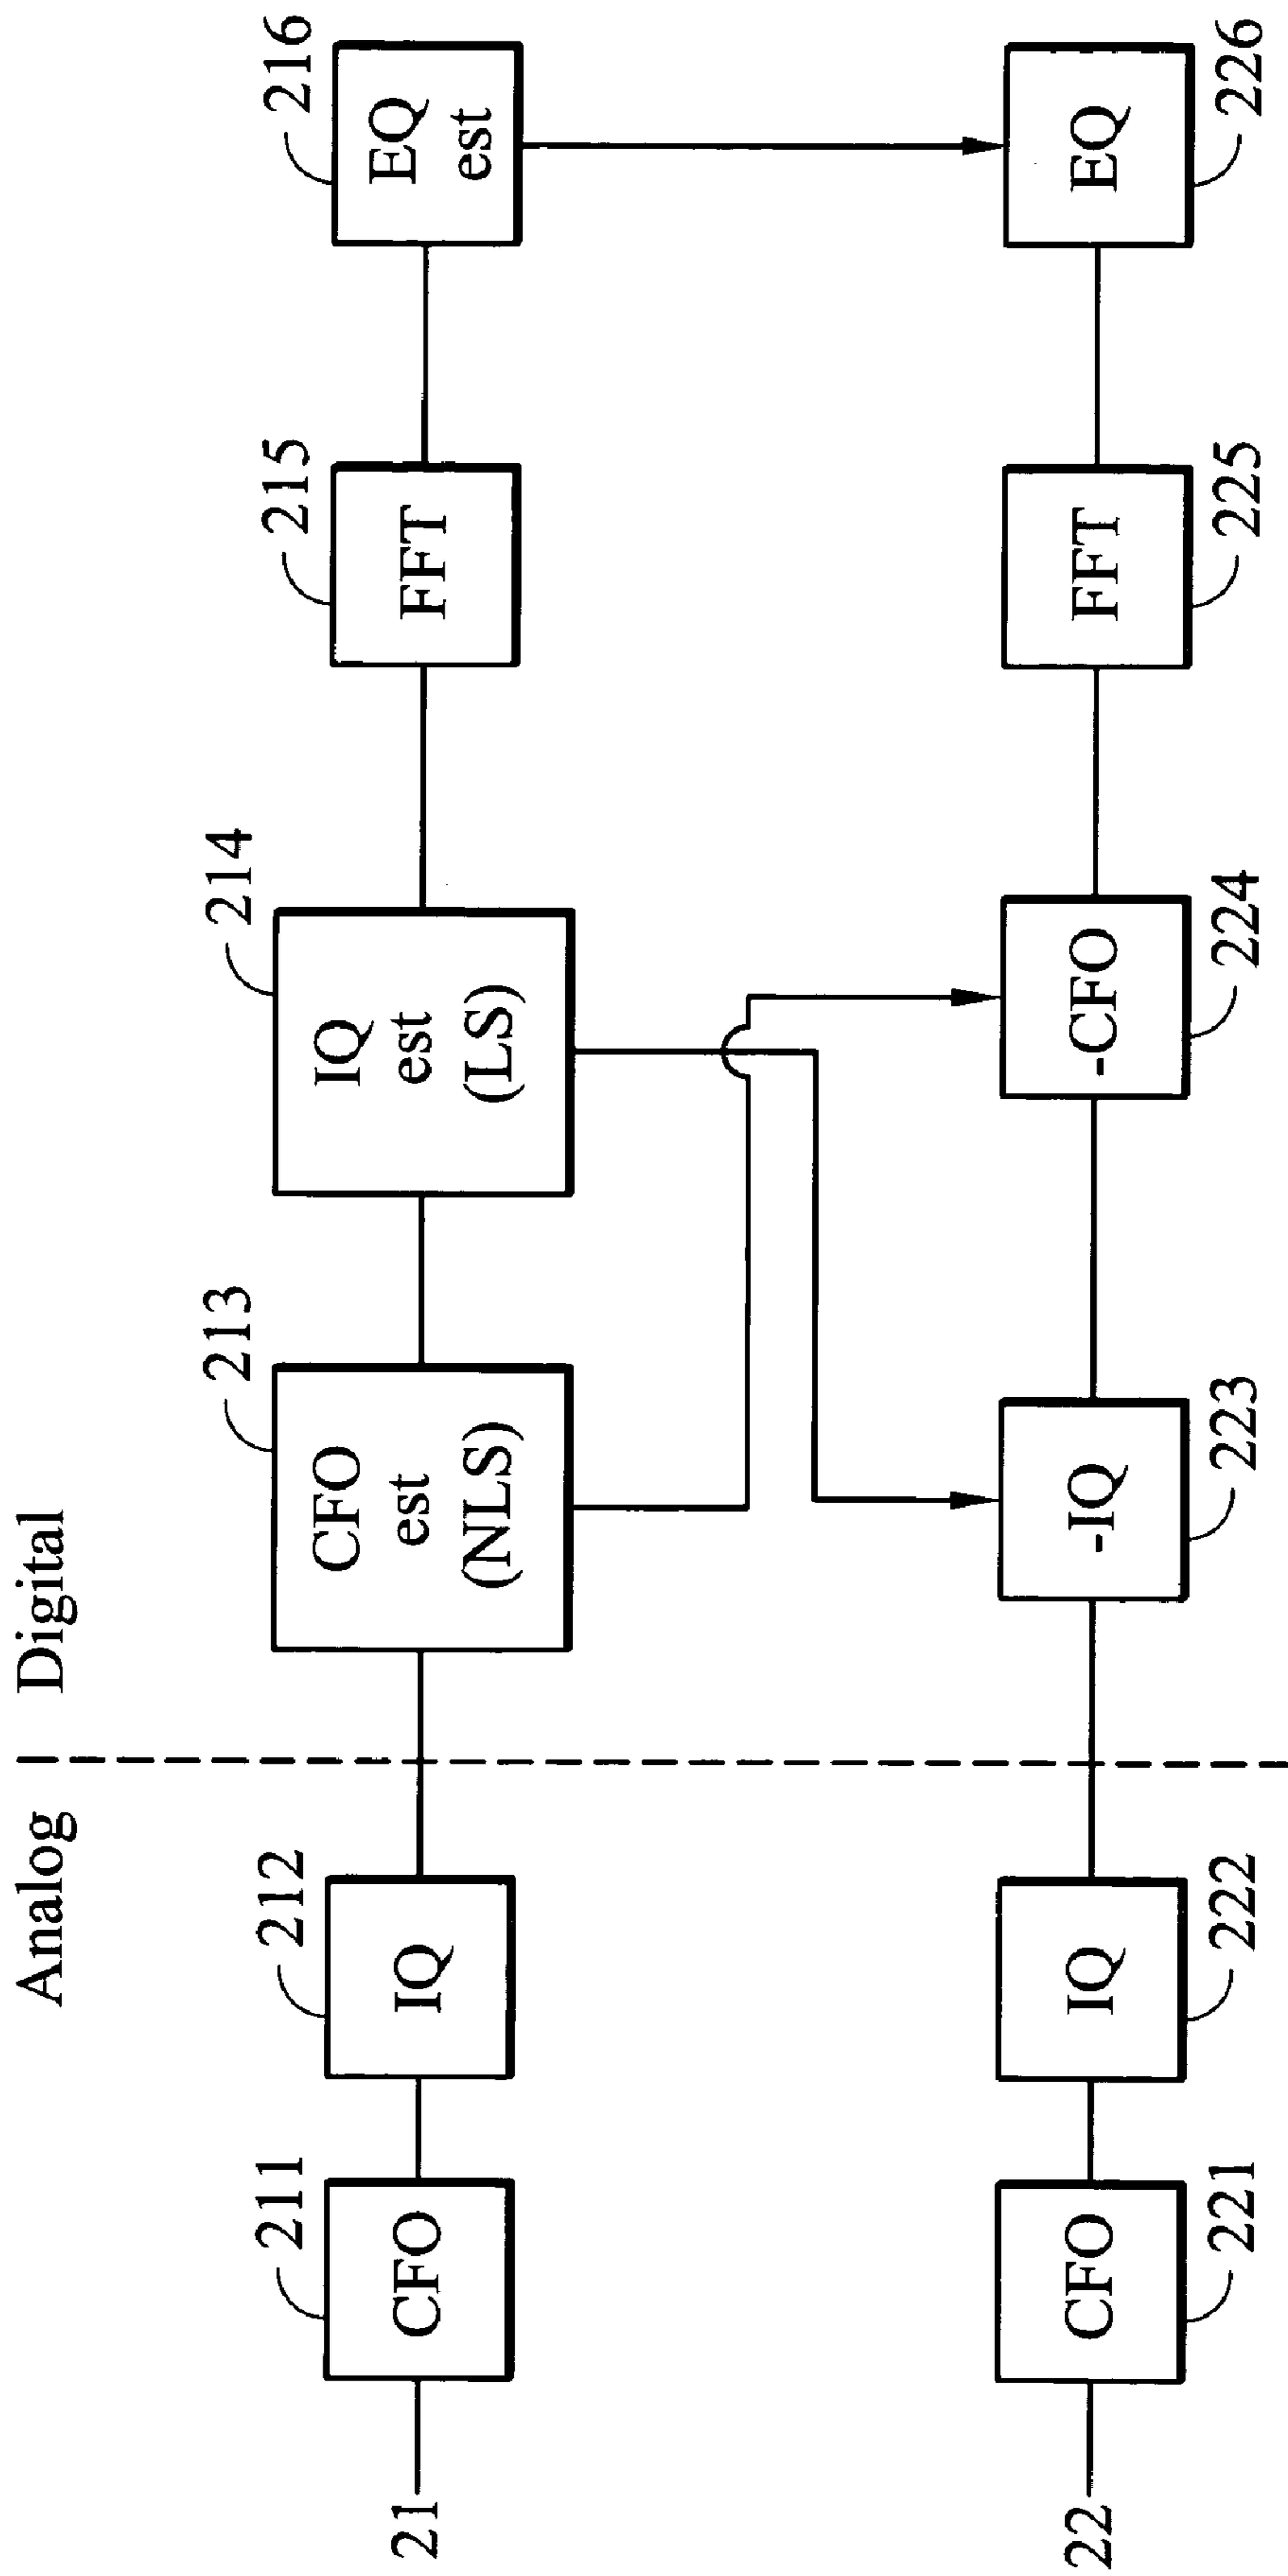 Analog
Digital
211
212
213
214
215
216
21
CFO
IQ
CFO
est
(NLS)
IQ
est
(LS)
FFT
EQ
est
22
CFO
IQ
-IQ
-CFO
FFT
EQ
221
222
223
224
225
226